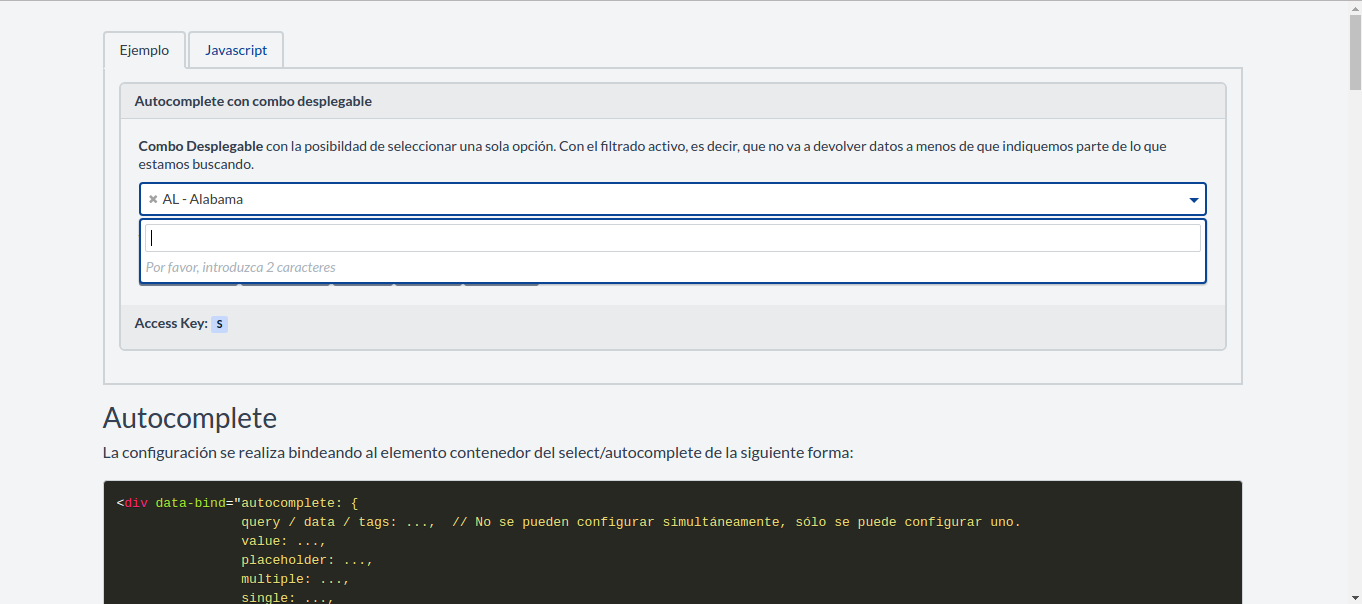 Ejemplo
Javascript
Autocomplete con combo desplegable
Combo Desplegable con la posibildad de seleccionar una sola opción. Con el filtrado activo, es decir, que no va a devolver datos a menos de que indiquemos parte de lo que
estamos buscando.
✖ AL - Alabama
Por favor, introduzca 2 caracteres
Access Key: S
Autocomplete
La configuración se realiza bindeando al elemento contenedor del select/autocomplete de la siguiente forma:
<div data-bind="autocomplete: {
query / data / tags: ..., // No se pueden configurar simultáneamente, sólo se puede configurar uno.
value: ...,
placeholder: ...,
multiple: ...,
single: ...,